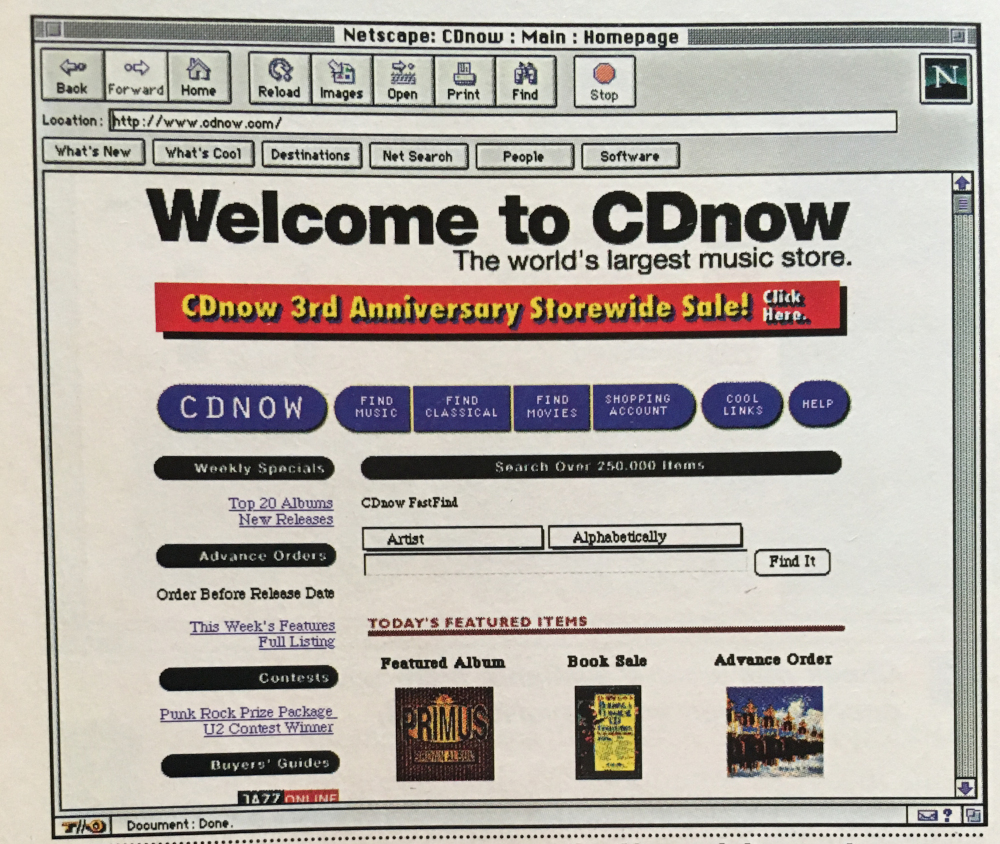 Netscape: CDnow : Main : Homepage
Back
Forward
Home
Reload
Images
Open
Print
Find
Stop
N
Location: http://www.cdnow.com/
What's New
What's Cool
Destinations
Net Search
People
Software
Welcome to CDnow
The world's largest music store.
CDnow 3rd Anniversary Storewide Sale!
Click
Here.
CDNOW
FIND
MUSIC
FIND
CLASSICAL
FIND
MOVIES
SHOPPING
ACCOUNT
COOL
LINKS
HELP
Weekly Specials
Top 20 Albums
New Releases
Advance Orders
Order Before Release Date
This Week's Features
Full Listing
Contests
Punk Rock Prize Package
U2 Contest Winner
Buyers' Guides
JAZZ ONLINE
Search Over 250.000 Items
CDnow FastFind
Artist
Alphabetically
Find It
TODAY'S FEATURED ITEMS
Featured Album
Book Sale
Advance Order
PRIMUS
BROWN ALBUM
Document: Done.
?